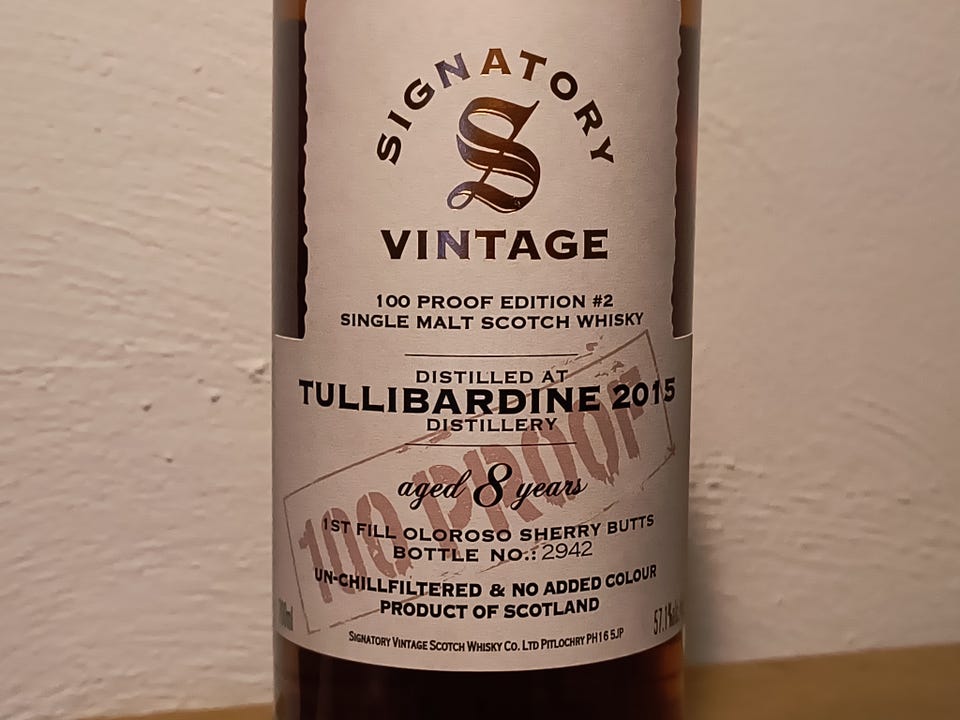 SIGNATORY
S
VINTAGE
100 PROOF EDITION #2
SINGLE MALT SCOTCH WHISKY
DISTILLED AT
TULLIBARDINE 2015
DISTILLERY
100 PROOF
aged 8 years
1ST FILL OLOROSO SHERRY BUTTS
BOTTLE NO.: 2942
UN-CHILLFILTERED & NO ADDED COLOUR
PRODUCT OF SCOTLAND
57.1%
SIGNATORY VINTAGE SCOTCH WHISKY CO. LTD PITLOCHRY PH16 5JP